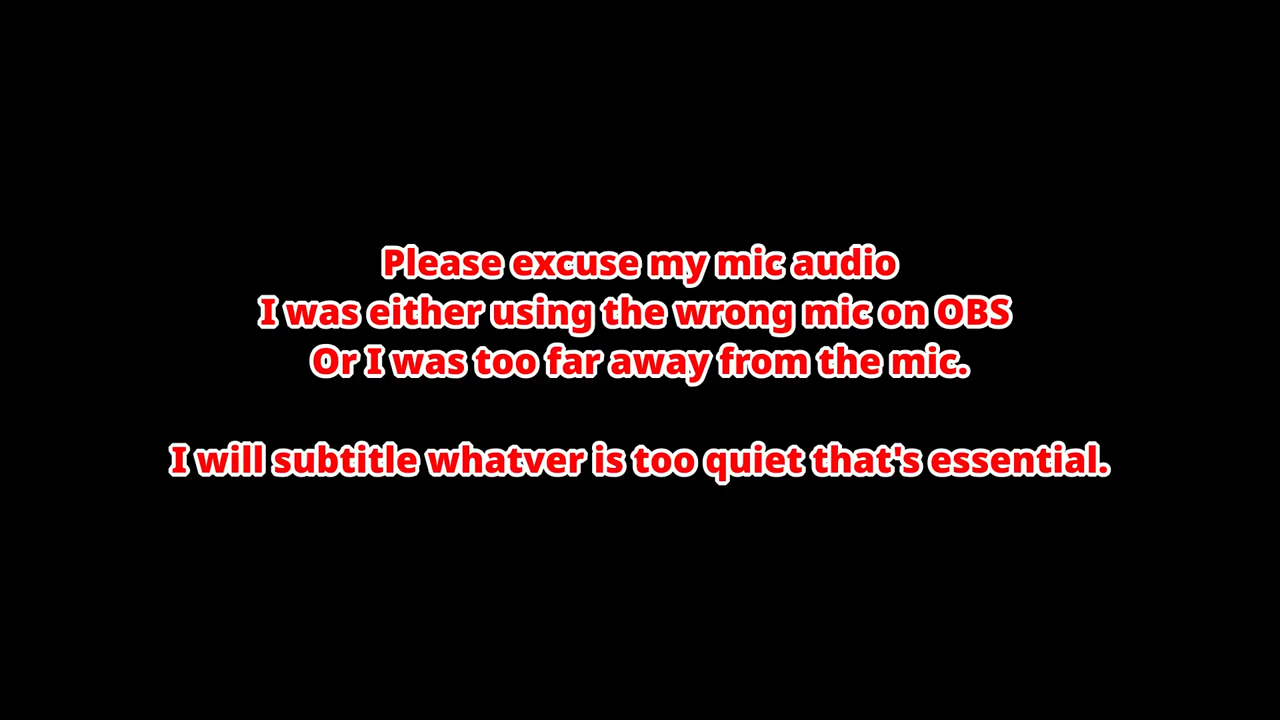 Please excuse my mic audio
I was either using the wrong mic on OBS
Or I was too far away from the mic.
I will subtitle whatver is too quiet that's essential.